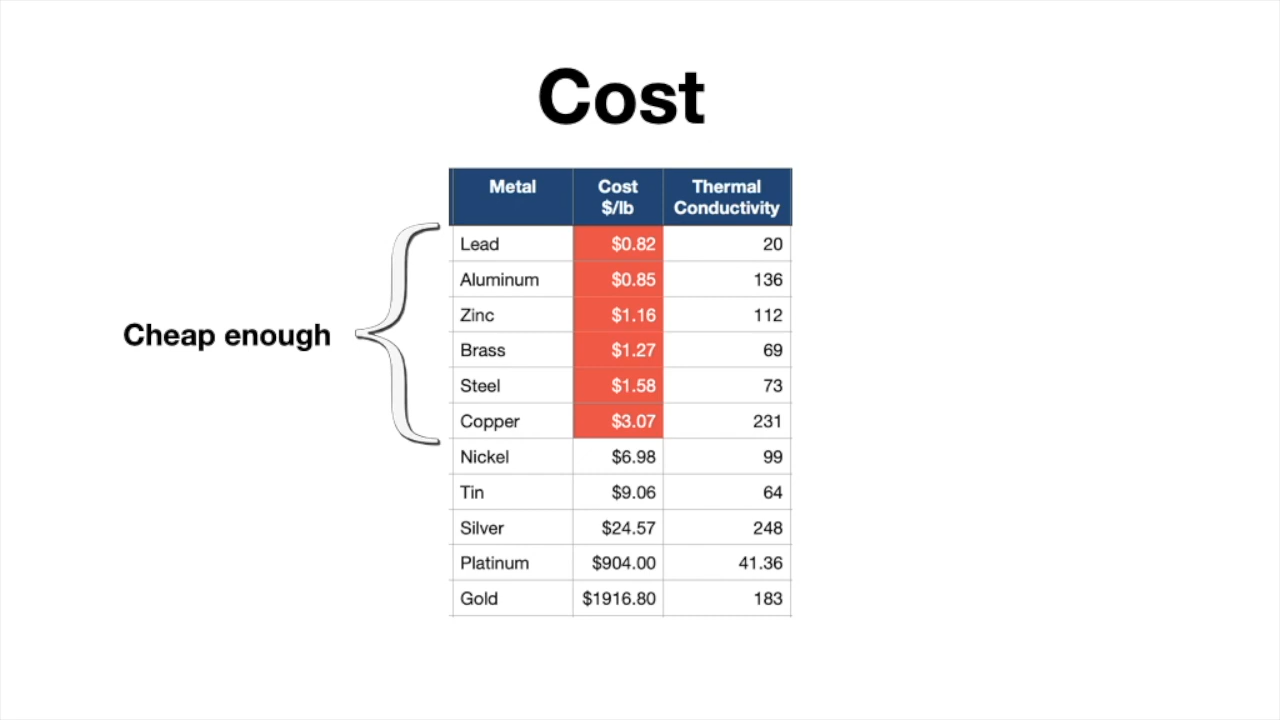 Cost
Metal Cost $/lb Thermal Conductivity
Lead $0.82 20
Aluminum $0.85 136
Zinc $1.16 112
Brass $1.27 69
Steel $1.58 73
Copper $3.07 231
Nickel $6.98 99
Tin $9.06 64
Silver $24.57 248
Platinum $904.00 41.36
Gold $1916.80 183
Cheap enough